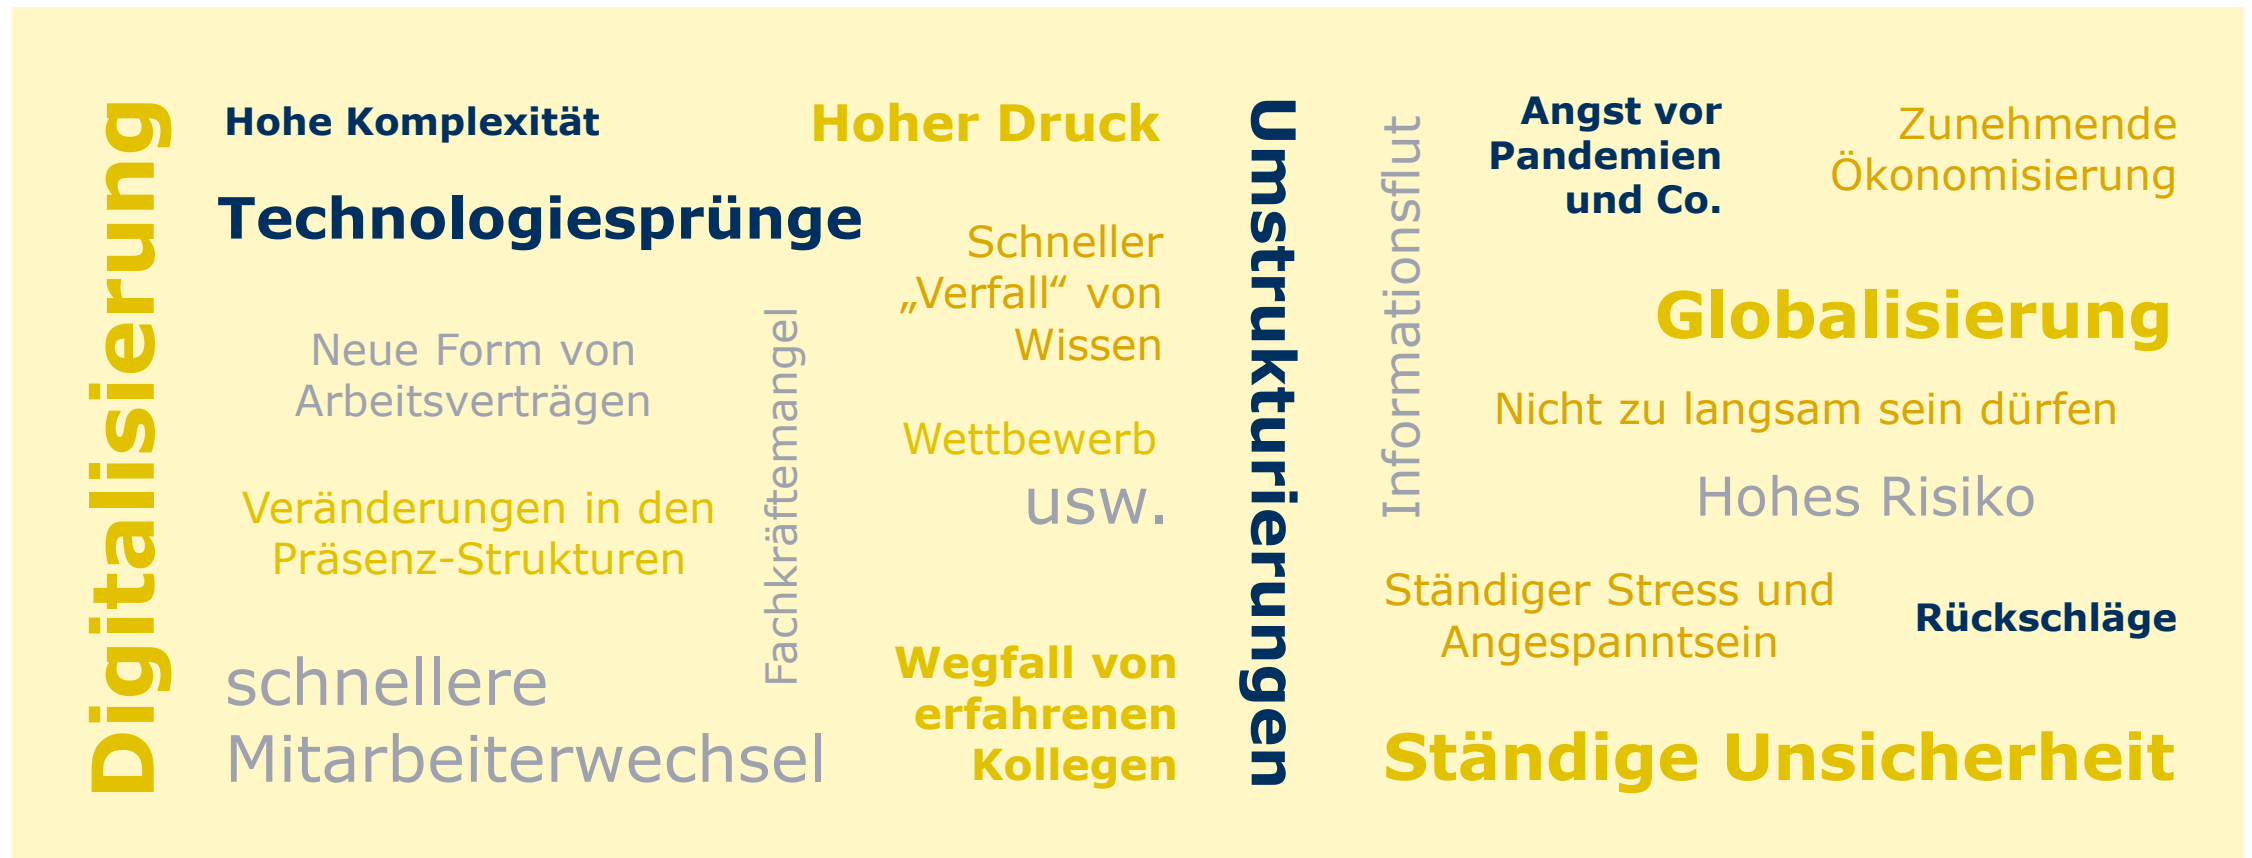 Digitalisierung
Hohe Komplexität
Technologiesprünge
Neue Form von
Arbeitsverträgen
Veränderungen in den
Präsenz-Strukturen
schnellere
Mitarbeiterwechsel
Fachkräftemangel
Hoher Druck
Schneller
„Verfall“ von
Wissen
Wettbewerb
usw.
Wegfall von
erfahrenen
Kollegen
Umstrukturierungen
Informationsflut
Angst vor
Pandemien
und Co.
Zunehmende
Ökonomisierung
Globalisierung
Nicht zu langsam sein dürfen
Hohes Risiko
Ständiger Stress und
Angespanntsein
Rückschläge
Ständige Unsicherheit